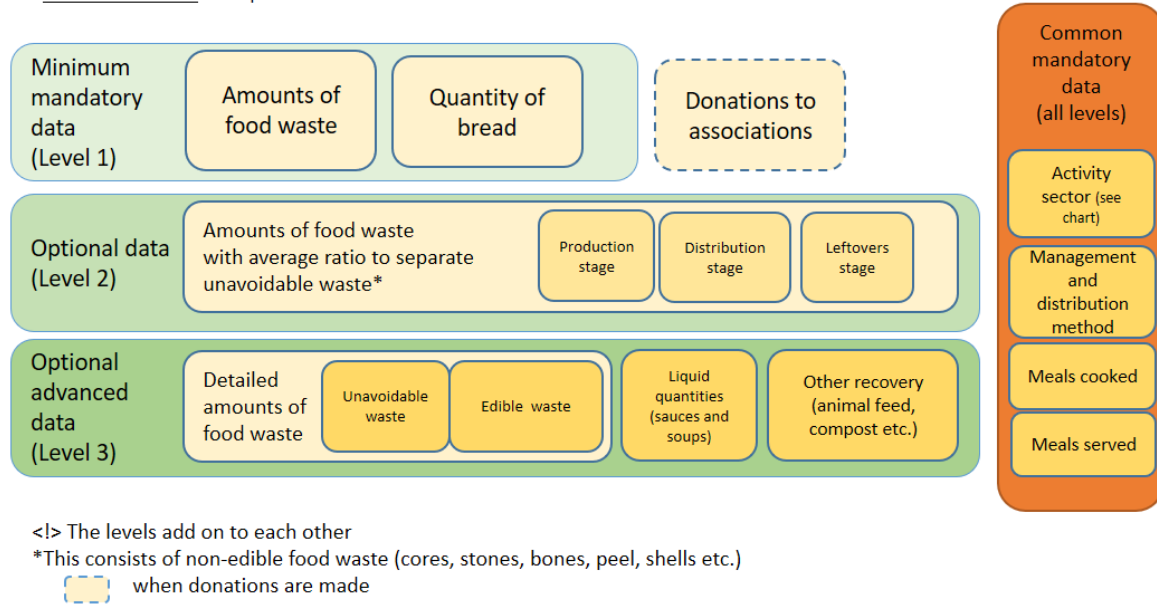 Minimum
mandatory
data
(Level 1)
Amounts of
food waste
Quantity of
bread
Donations to
associations
Optional data
(Level 2)
Amounts of food waste
with average ratio to separate
unavoidable waste*
Production
stage
Distribution
stage
Leftovers
stage
Optional
advanced
data
(Level 3)
Detailed
amounts of
food waste
Unavoidable
waste
Edible waste
Liquid
quantities
(sauces and
soups)
Other recovery
(animal feed,
compost etc.)
Common
mandatory
data
(all levels)
Activity
sector (see
chart)
Management
and
distribution
method
Meals cooked
Meals served
<!> The levels add on to each other
*This consists of non-edible food waste (cores, stones, bones, peel, shells etc.)
when donations are made